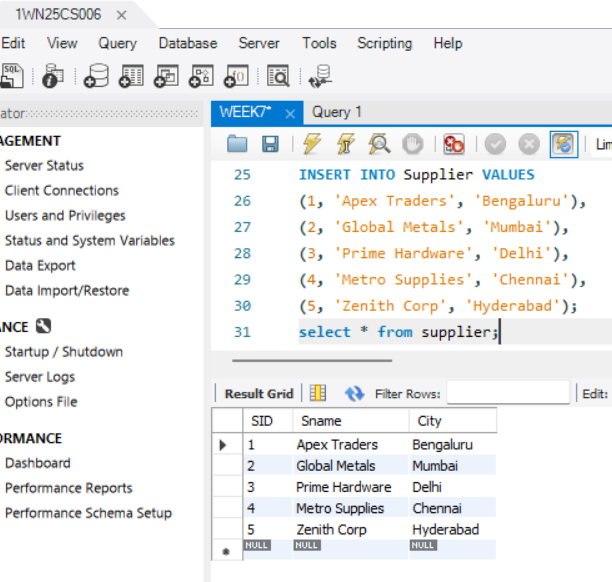 1WN25CS006 ×
Edit View Query Database Server Tools Scripting Help
SQL
WEEK7* × Query 1
Server Status
Client Connections
Users and Privileges
Status and System Variables
Data Export
Data Import/Restore
Startup / Shutdown
Server Logs
Options File
Dashboard
Performance Reports
Performance Schema Setup
25 INSERT INTO Supplier VALUES
26 (1, 'Apex Traders', 'Bengaluru'),
27 (2, 'Global Metals', 'Mumbai'),
28 (3, 'Prime Hardware', 'Delhi'),
29 (4, 'Metro Supplies', 'Chennai'),
30 (5, 'Zenith Corp', 'Hyderabad');
31 select * from supplier;
Result Grid Filter Rows: Edit:
SID Sname City
1 Apex Traders Bengaluru
2 Global Metals Mumbai
3 Prime Hardware Delhi
4 Metro Supplies Chennai
5 Zenith Corp Hyderabad
NULL NULL NULL